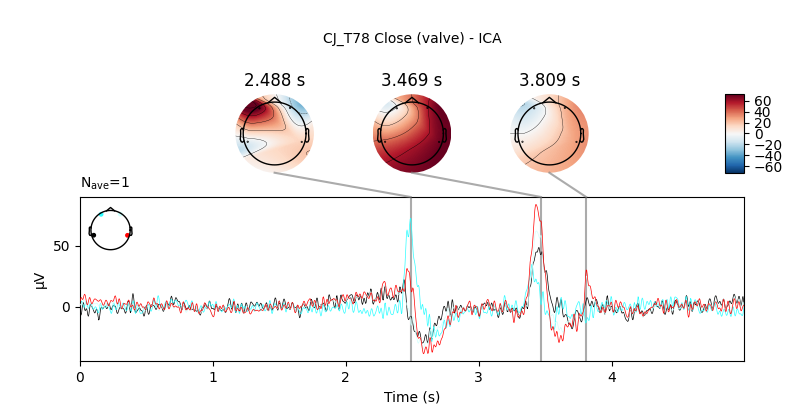 CJ_T78 Close (valve) - ICA
2.488 s 3.469 s 3.809 s
60
40
20
0
−20
−40
−60
Nave=1
50
0
µV
0 1 2 3 4
Time (s)